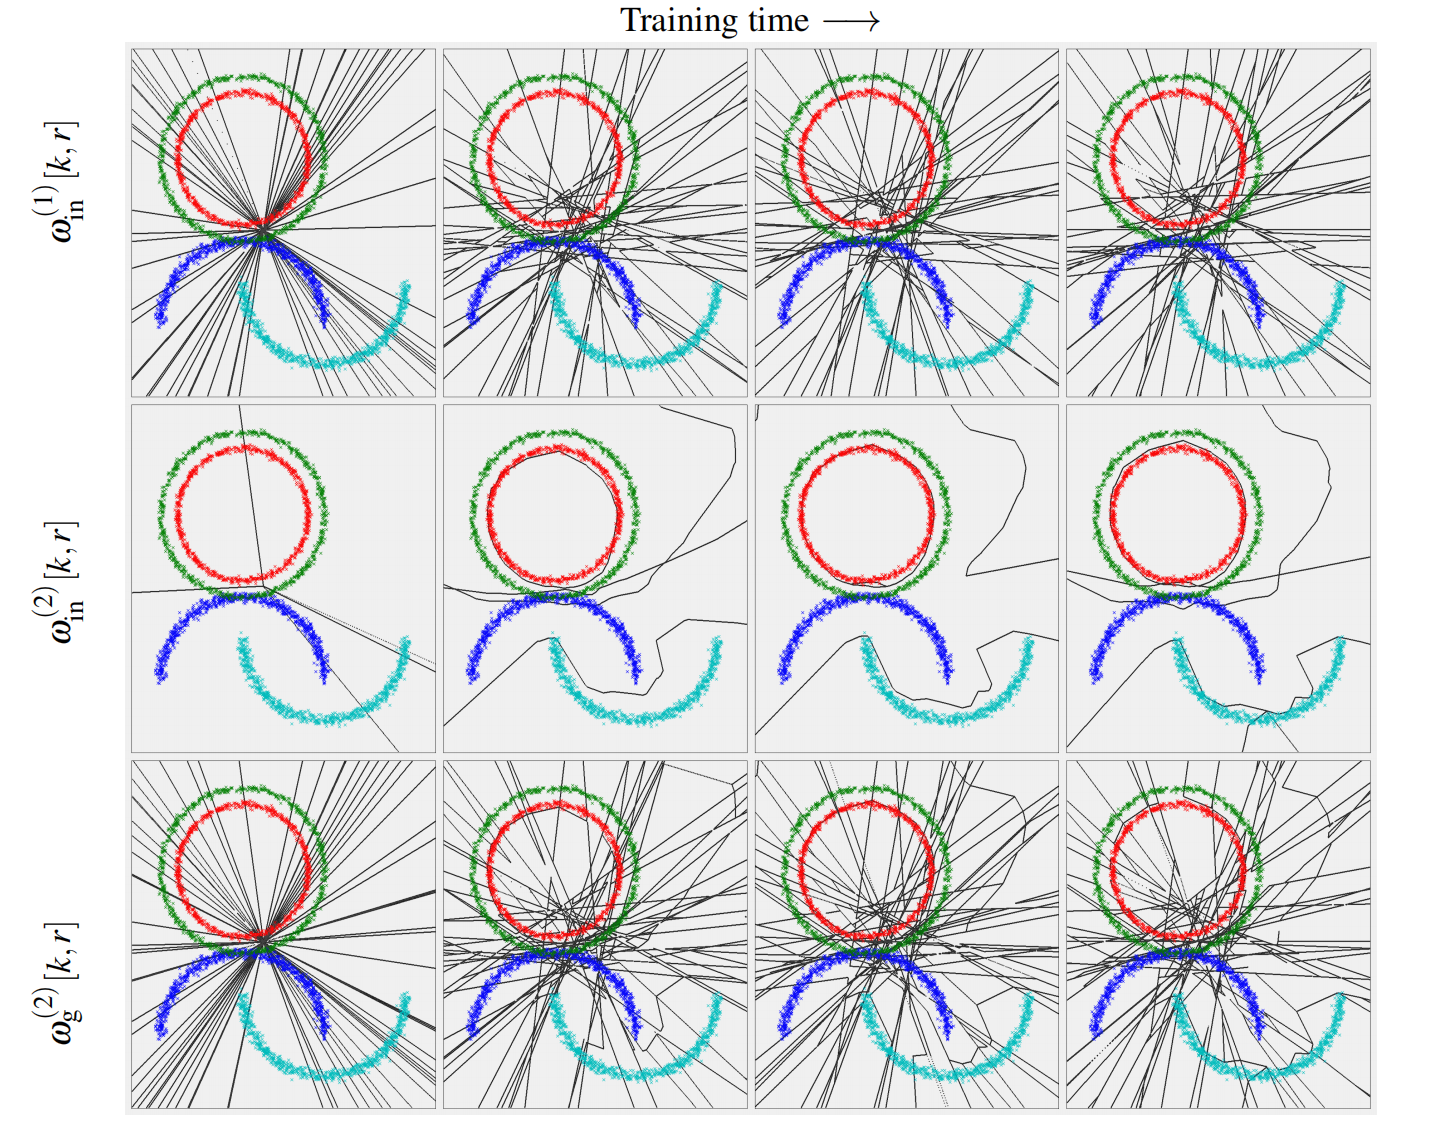 Training time ⟶
ω_in^(1)[k, r]
ω_in^(2)[k, r]
ω_g^(2)[k, r]